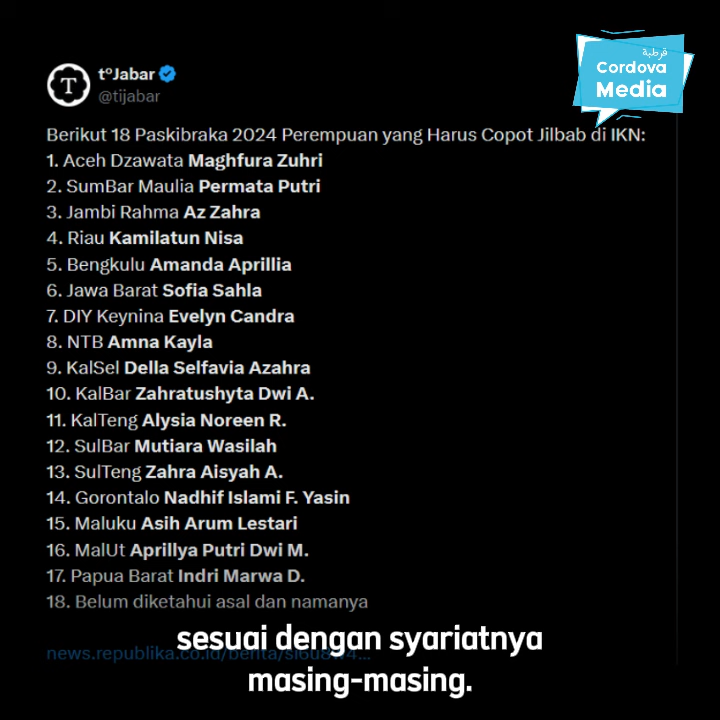 قرطبة
Cordova
Media
T
t°Jabar
@tijabar
Berikut 18 Paskibraka 2024 Perempuan yang Harus Copot Jilbab di IKN:
1. Aceh Dzawata Maghfura Zuhri
2. SumBar Maulia Permata Putri
3. Jambi Rahma Az Zahra
4. Riau Kamilatun Nisa
5. Bengkulu Amanda Aprillia
6. Jawa Barat Sofia Sahla
7. DIY Keynina Evelyn Candra
8. NTB Amna Kayla
9. KalSel Della Selfavia Azahra
10. KalBar Zahratushyta Dwi A.
11. KalTeng Alysia Noreen R.
12. SulBar Mutiara Wasilah
13. SulTeng Zahra Aisyah A.
14. Gorontalo Nadhif Islami F. Yasin
15. Maluku Asih Arum Lestari
16. MalUt Aprillya Putri Dwi M.
17. Papua Barat Indri Marwa D.
18. Belum diketahui asal dan namanya
sesuai dengan syariatnya
masing-masing.